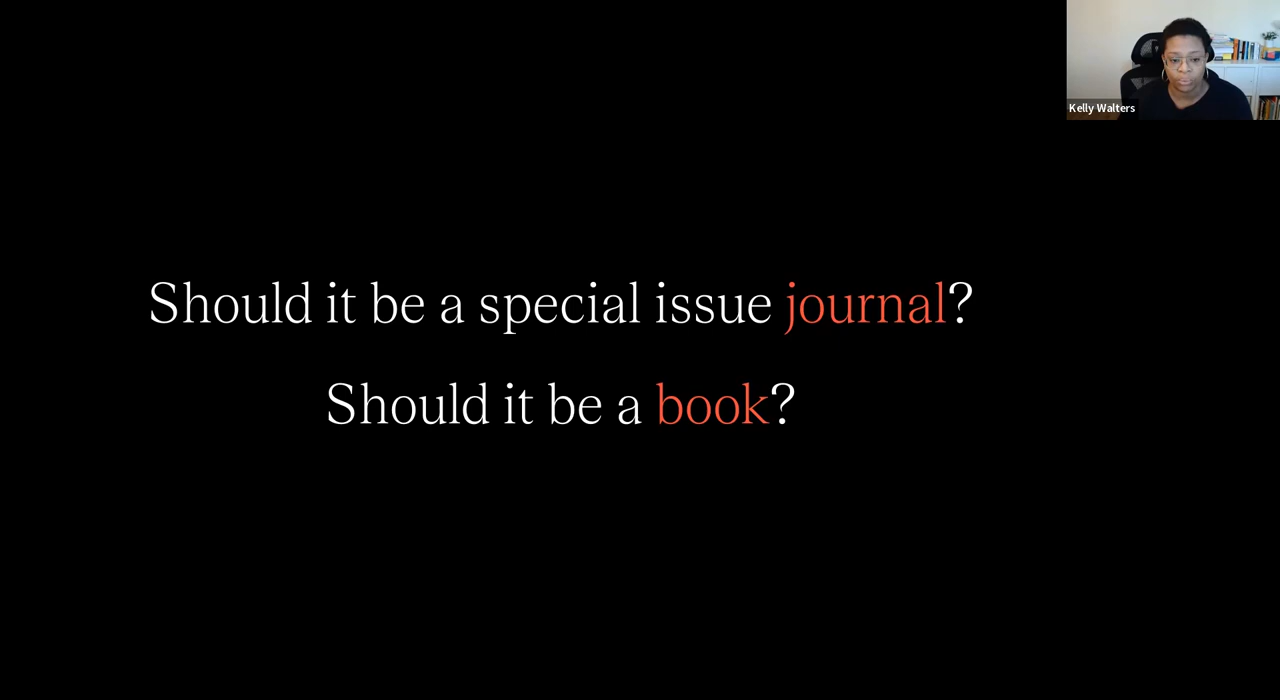 Kelly Walters
Should it be a special issue journal?
Should it be a book?